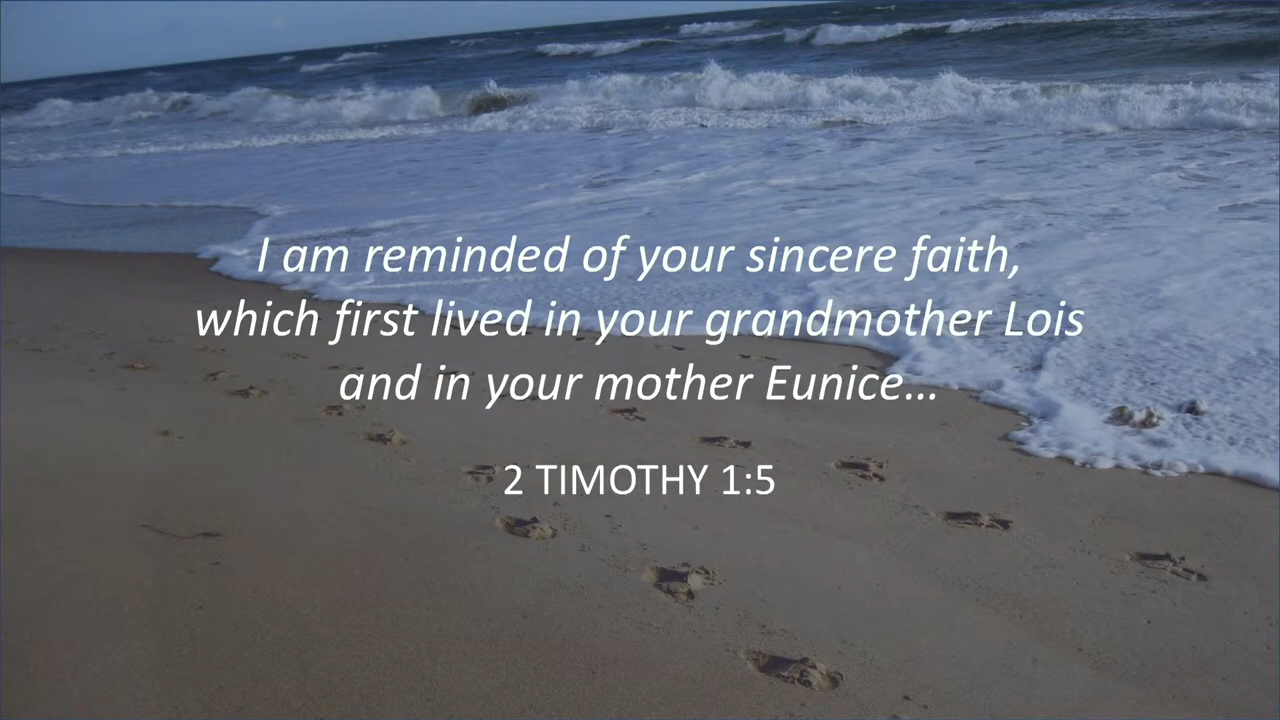 I am reminded of your sincere faith,
which first lived in your grandmother Lois
and in your mother Eunice…
2 TIMOTHY 1:5